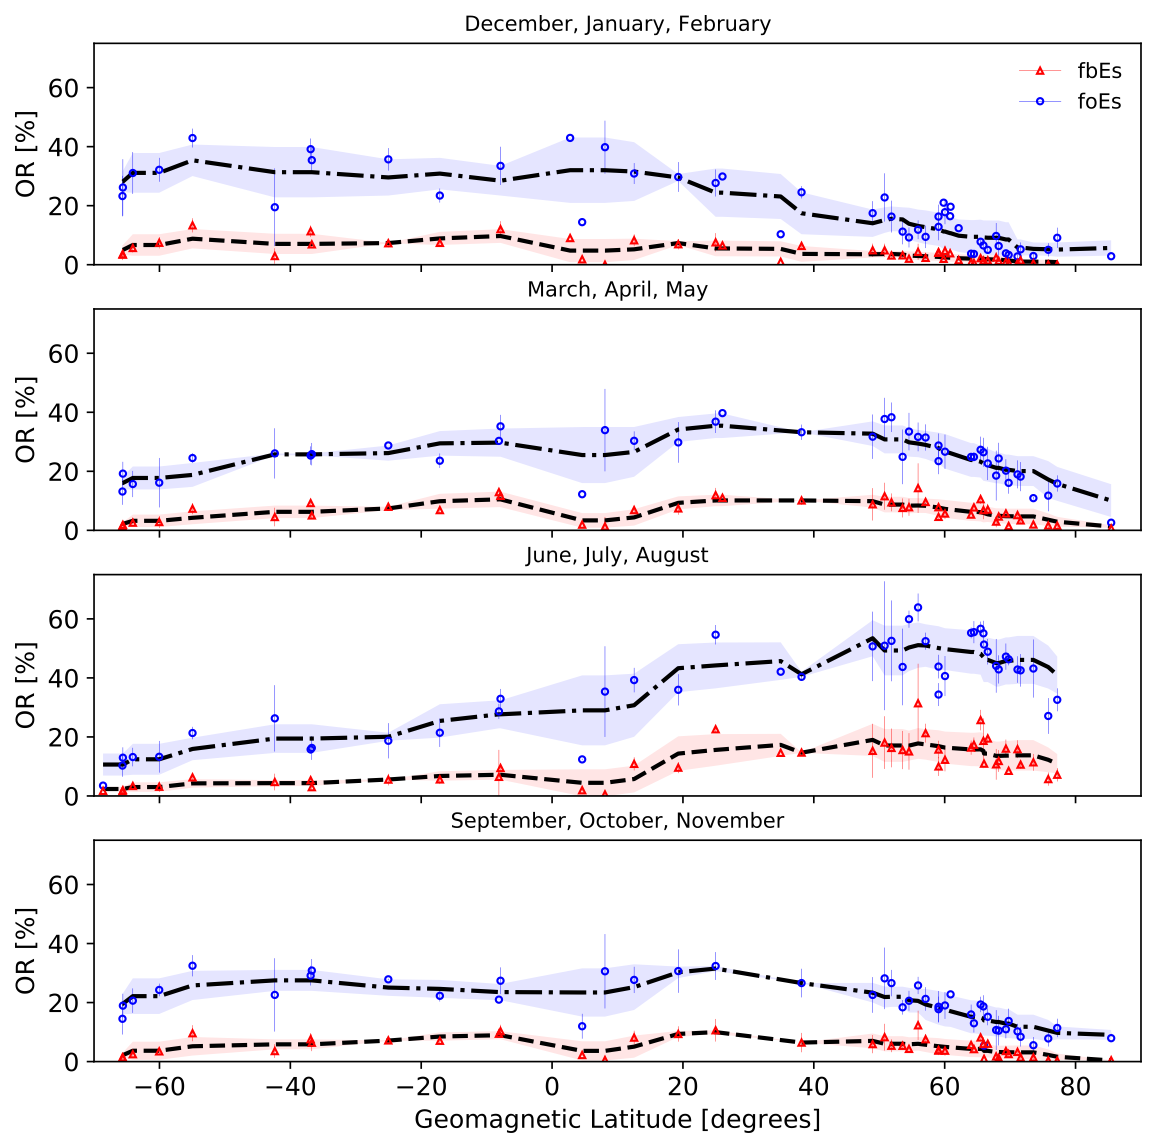 December, January, February
60
40
20
0
OR [%]
fbEs
foEs
March, April, May
60
40
20
0
OR [%]
June, July, August
60
40
20
0
OR [%]
September, October, November
60
40
20
0
OR [%]
−60 −40 −20 0 20 40 60 80
Geomagnetic Latitude [degrees]